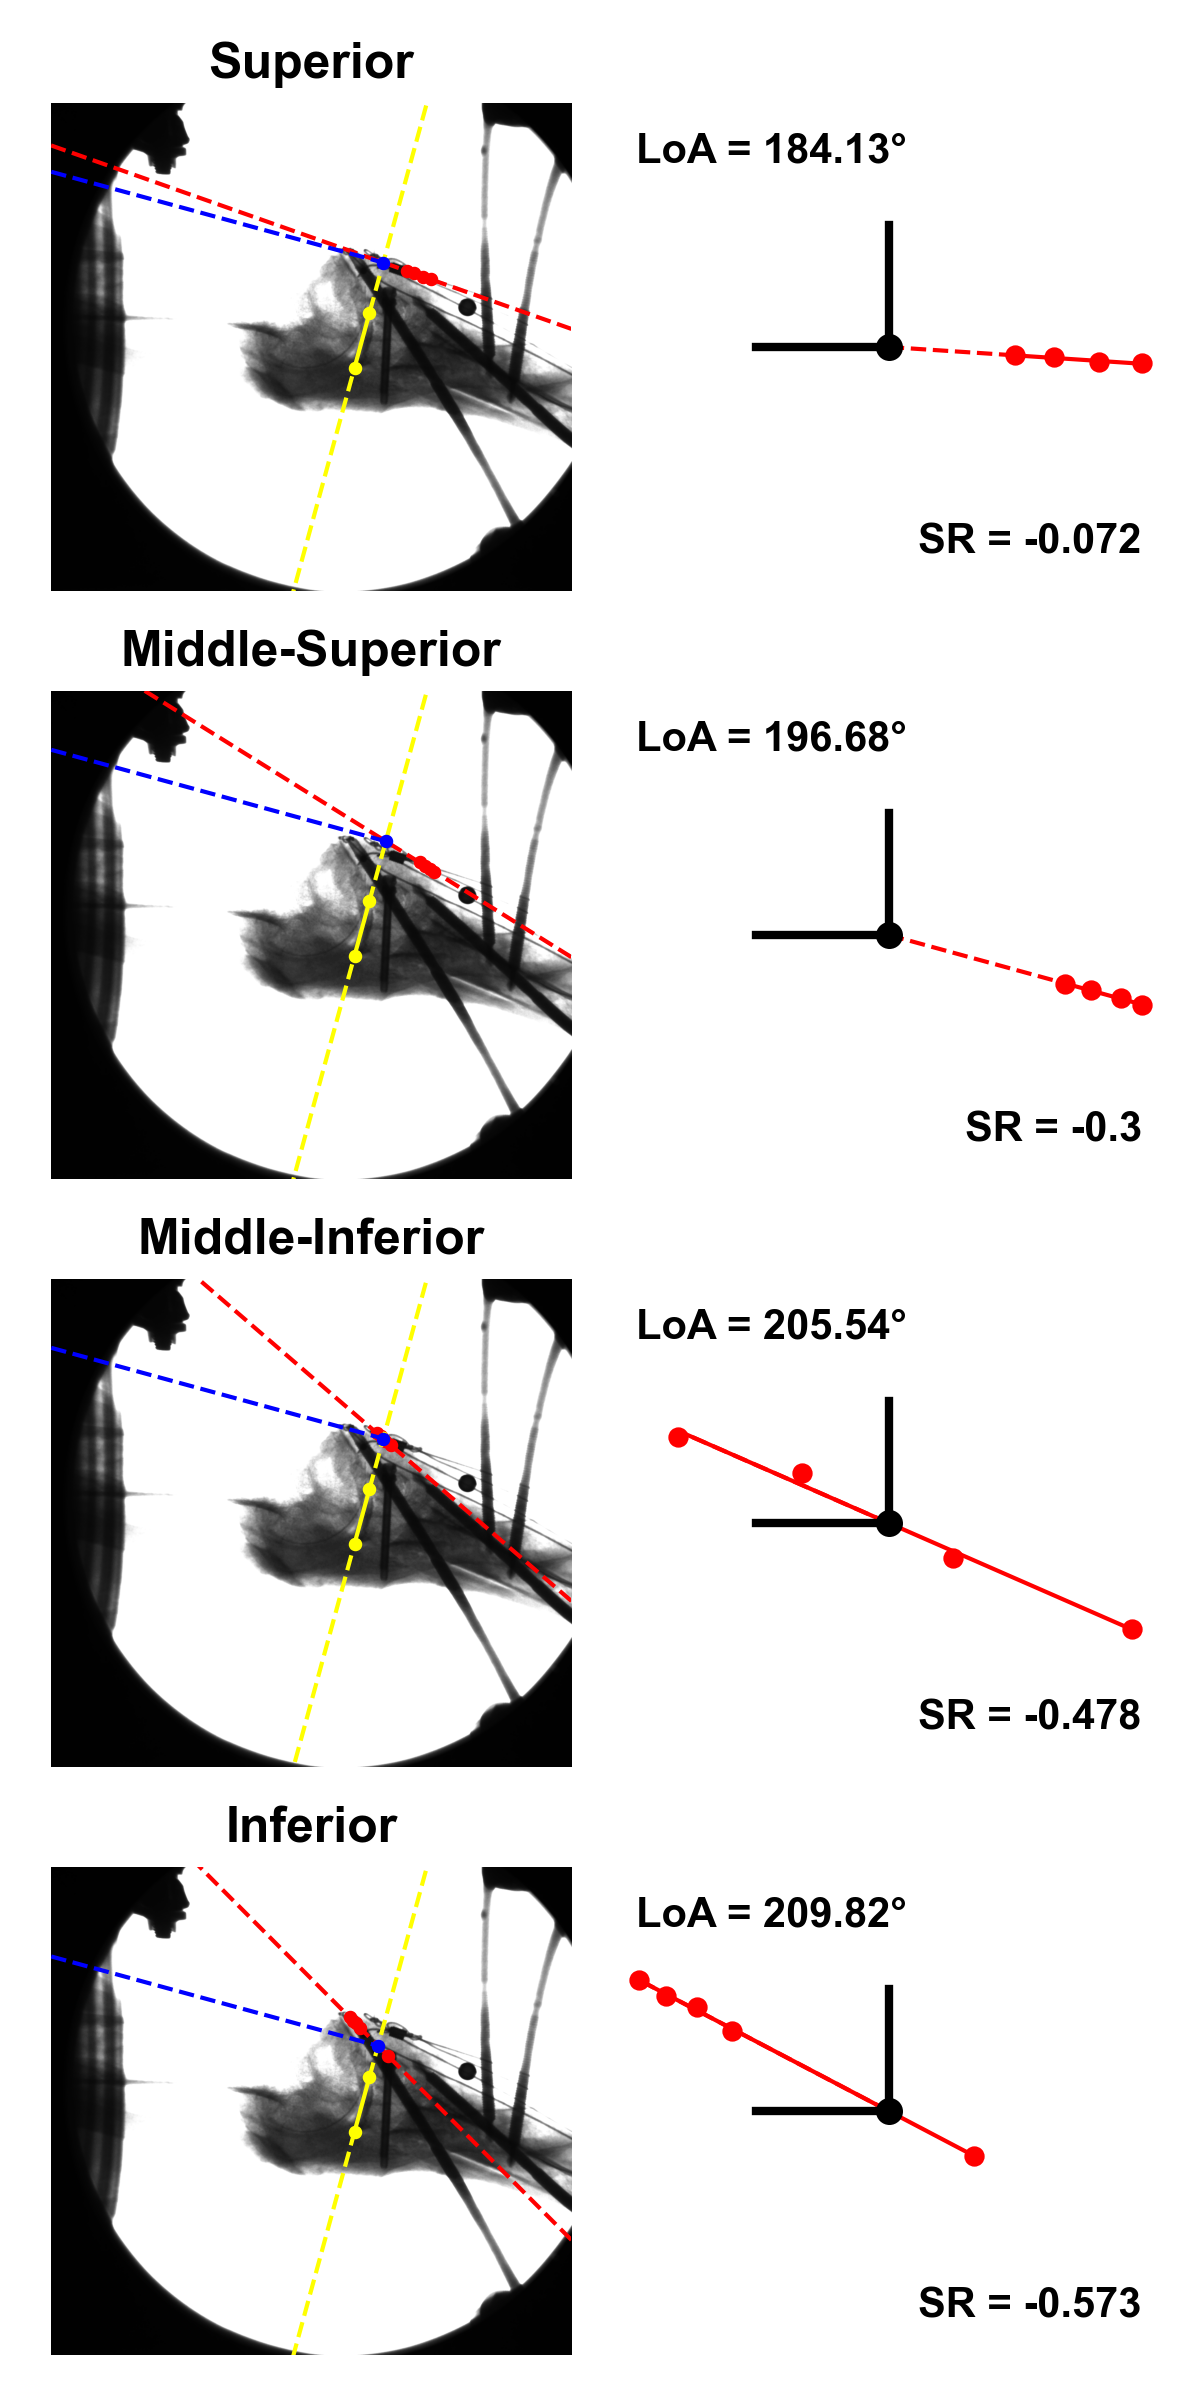 Superior
LoA = 184.13°
SR = -0.072
Middle-Superior
LoA = 196.68°
SR = -0.3
Middle-Inferior
LoA = 205.54°
SR = -0.478
Inferior
LoA = 209.82°
SR = -0.573